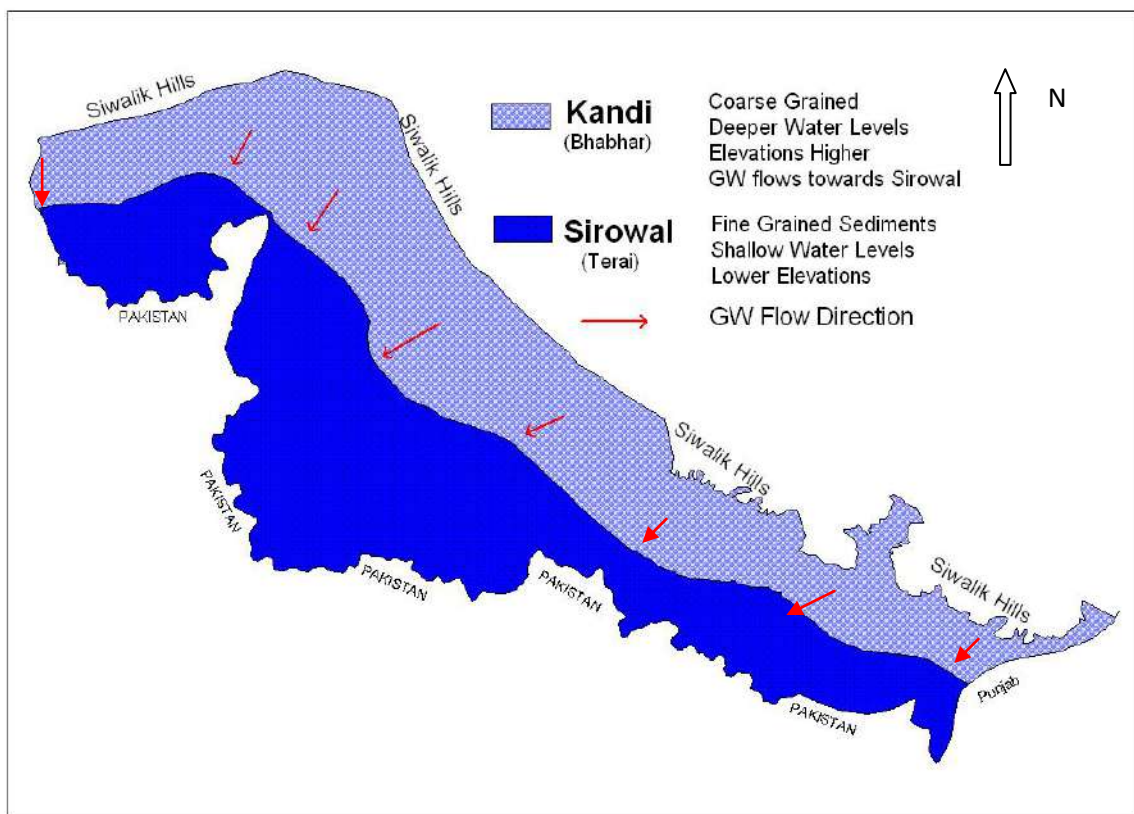 Siwalik Hills
Siwalik Hills
Kandi
(Bhabhar)
Coarse Grained
Deeper Water Levels
Elevations Higher
GW flows towards Sirowal
N
Sirowal
(Terai)
Fine Grained Sediments
Shallow Water Levels
Lower Elevations
GW Flow Direction
PAKISTAN
Siwalik Hills
PAKISTAN
PAKISTAN
PAKISTAN
Siwalik Hills
Punjab
PAKISTAN